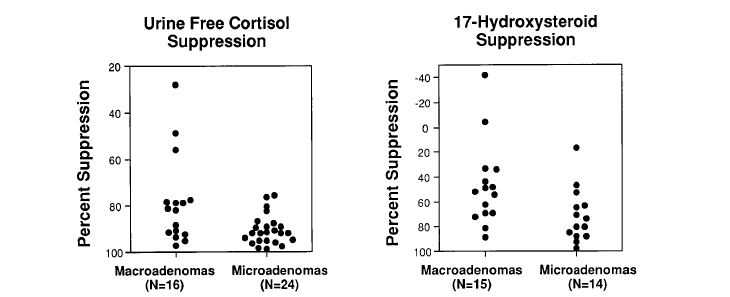 Urine Free Cortisol
Suppression
Percent Suppression
20
40
60
80
100
Macroadenomas
(N=16)
Microadenomas
(N=24)
17-Hydroxysteroid
Suppression
Percent Suppression
-40
-20
0
20
40
60
80
100
Macroadenomas
(N=15)
Microadenomas
(N=14)